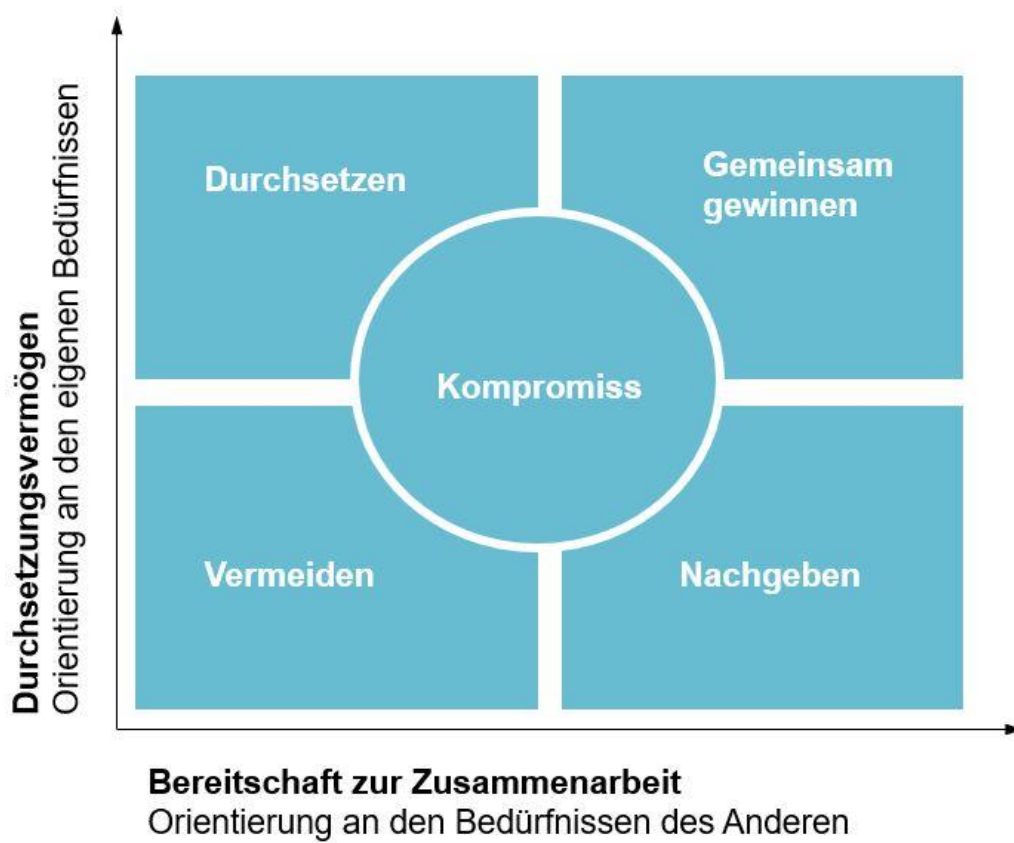 Durchsetzungsvermögen
Orientierung an den eigenen Bedürfnissen
Durchsetzen
Gemeinsam
gewinnen
Kompromiss
Vermeiden
Nachgeben
Bereitschaft zur Zusammenarbeit
Orientierung an den Bedürfnissen des Anderen